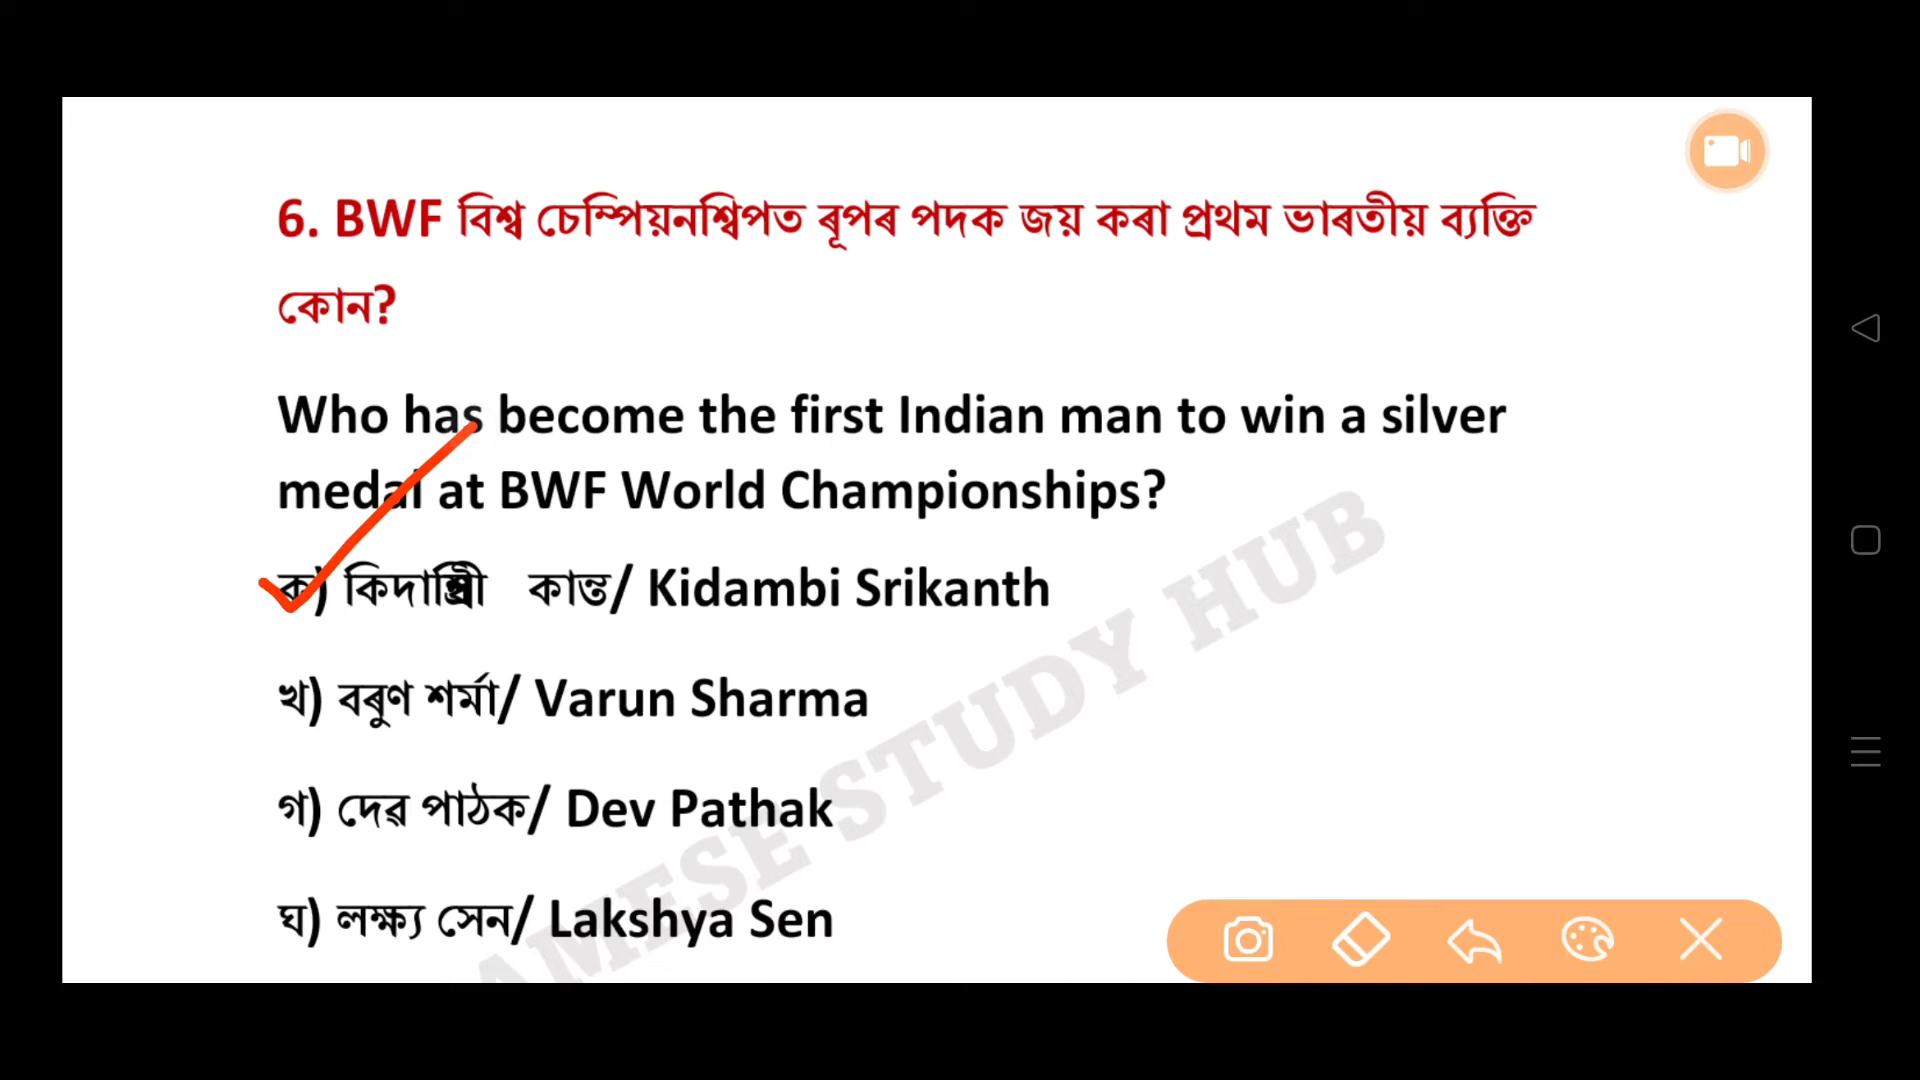 6. BWF বিশ্ব চেম্পিয়নশ্বিপত ৰূপৰ পদক জয় কৰা প্ৰথম ভাৰতীয় ব্যক্তি
কোন?
Who has become the first Indian man to win a silver
medal at BWF World Championships?
ক) কান্ত/ Kidambi Srikanth
খ) বৰুণ শৰ্মা/ Varun Sharma
গ) দেৱ পাঠক/ Dev Pathak
ঘ) লক্ষ্য সেন/ Lakshya Sen
AMESE STUDY HUB